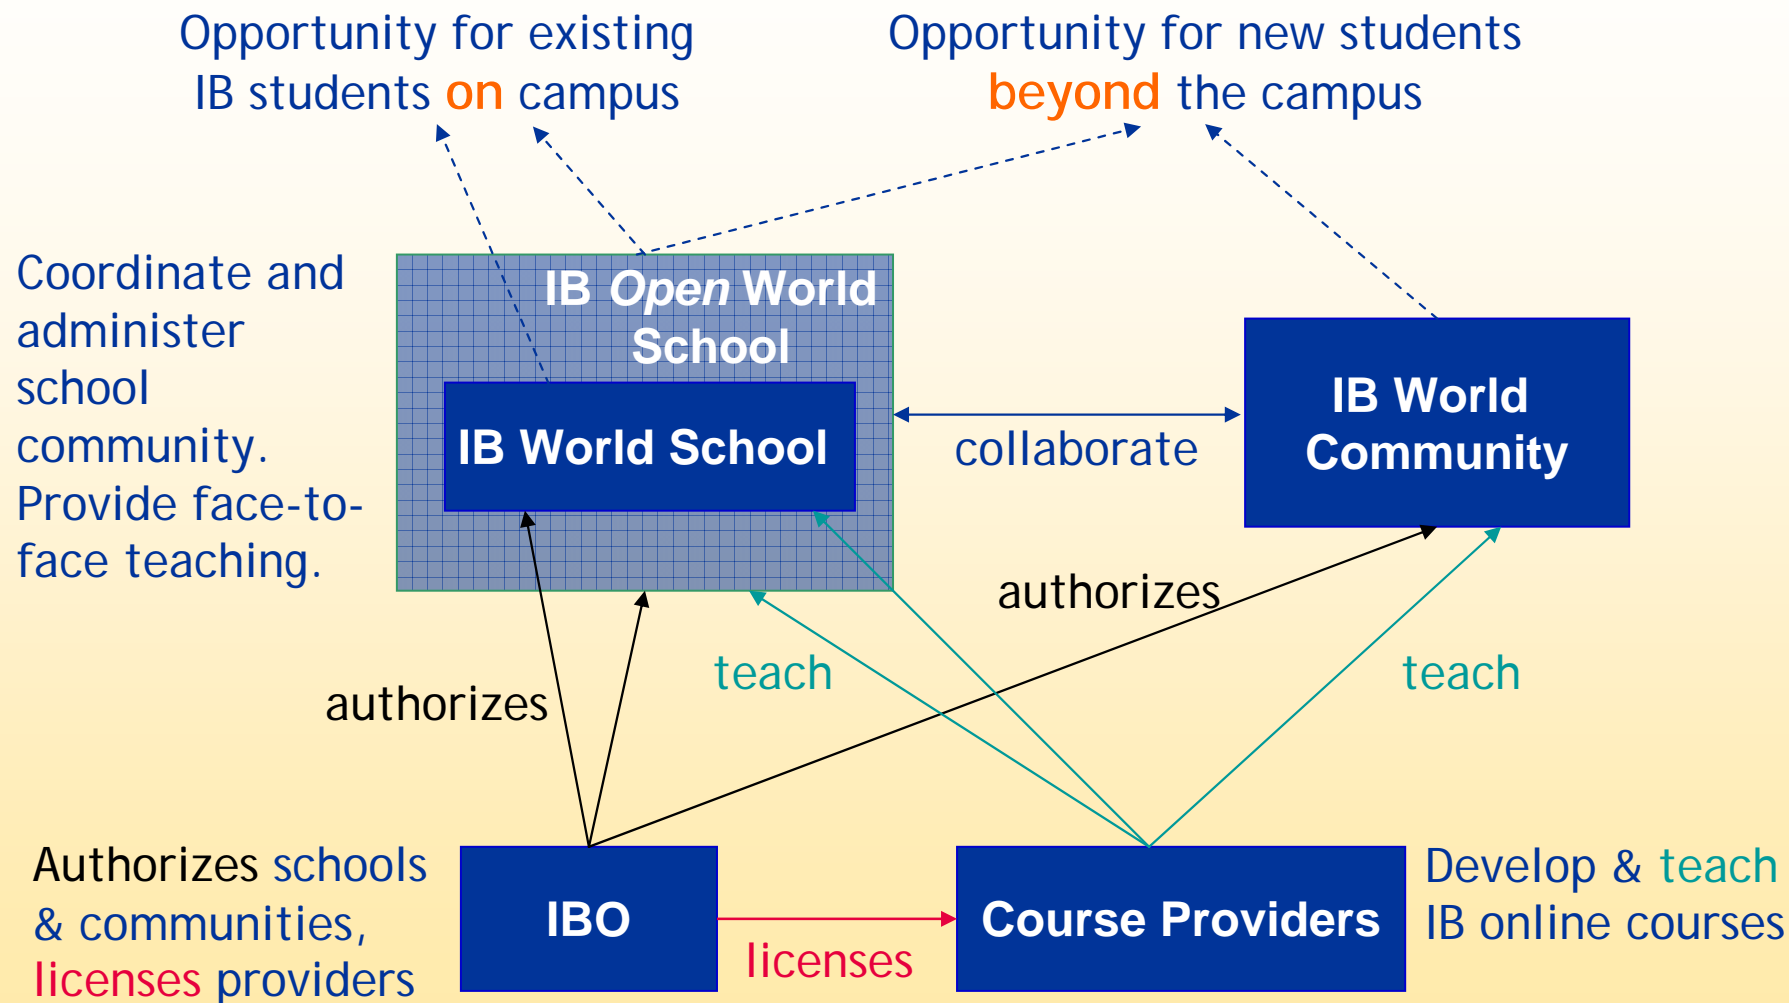 Opportunity for existing
IB students on campus
Opportunity for new students
beyond the campus
Coordinate and
administer
school
community.
Provide face-to-
face teaching.
IB Open World
School
IB World School
collaborate
IB World
Community
authorizes
teach
teach
authorizes
Authorizes schools
& communities,
licenses providers
IBO
licenses
Course Providers
Develop & teach
IB online courses